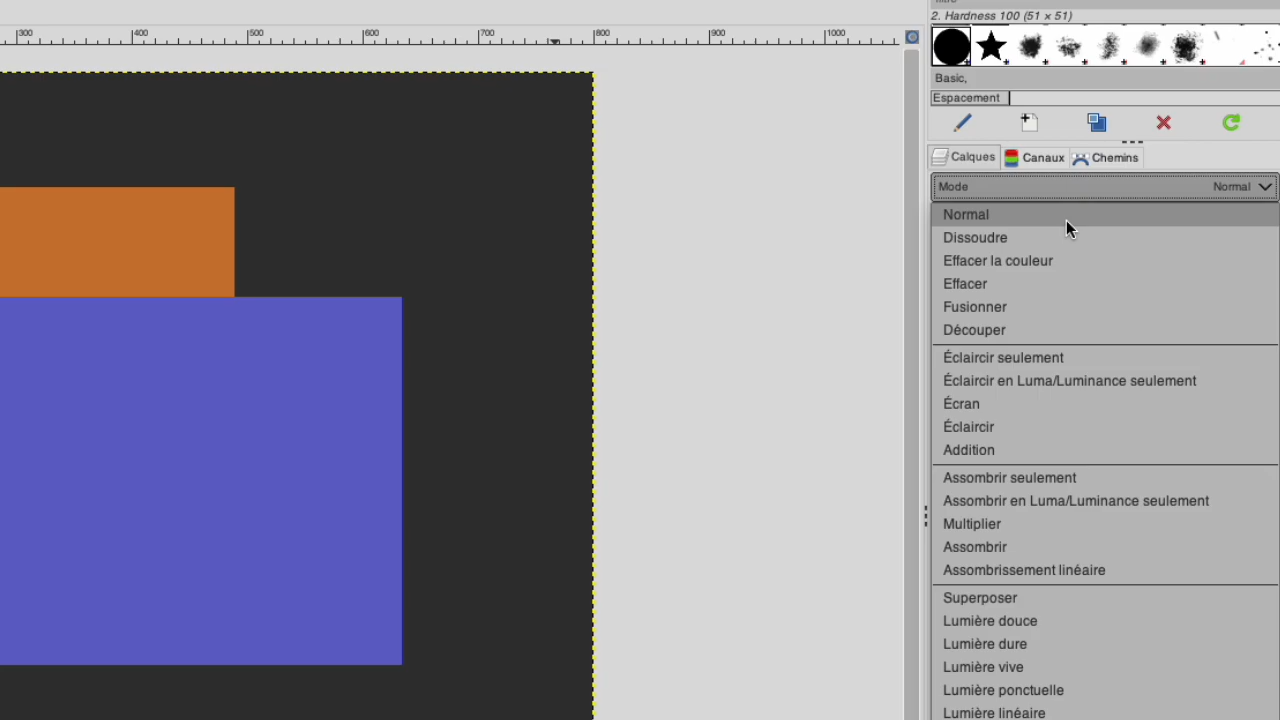 2. Hardness 100 (51 × 51)
300 400 500 600 700 800 900 1000
Basic,
Espacement
Calques Canaux Chemins
Mode Normal
Normal
Dissoudre
Effacer la couleur
Effacer
Fusionner
Découper
Éclaircir seulement
Éclaircir en Luma/Luminance seulement
Écran
Éclaircir
Addition
Assombrir seulement
Assombrir en Luma/Luminance seulement
Multiplier
Assombrir
Assombrissement linéaire
Superposer
Lumière douce
Lumière dure
Lumière vive
Lumière ponctuelle
Lumière linéaire